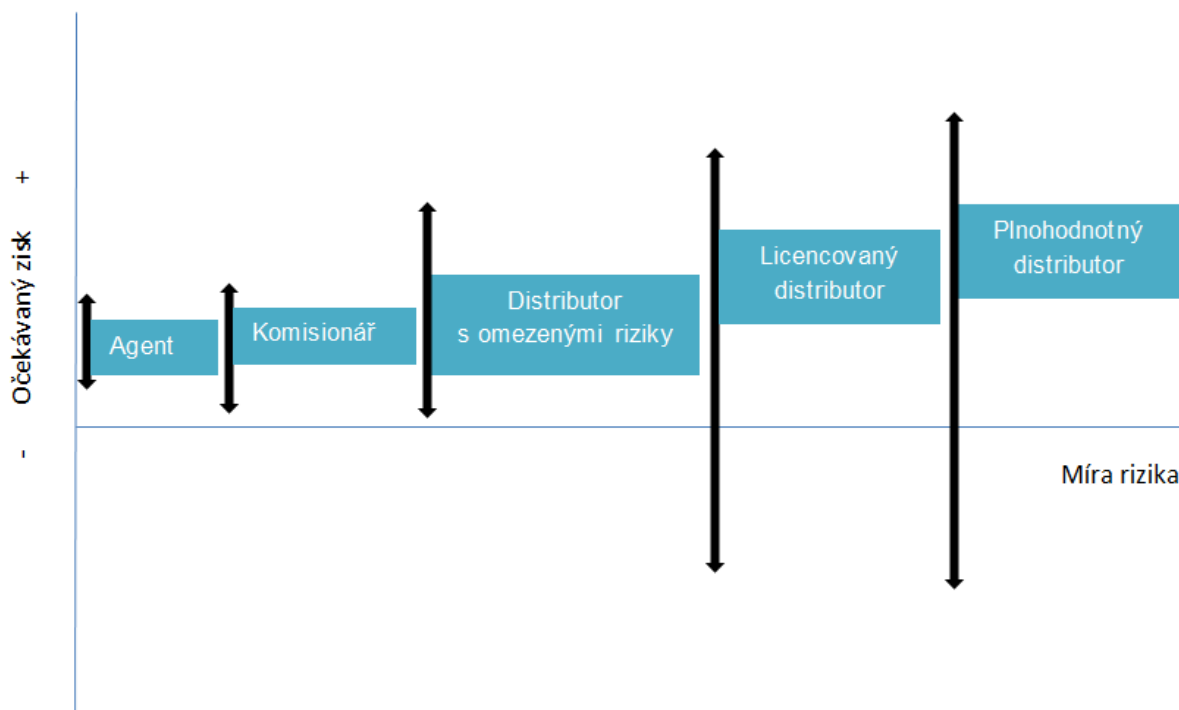 Očekávaný zisk
+
-
Agent
Komisionář
Distributor
s omezenými riziky
Licencovaný
distributor
Plnohodnotný
distributor
Míra rizika